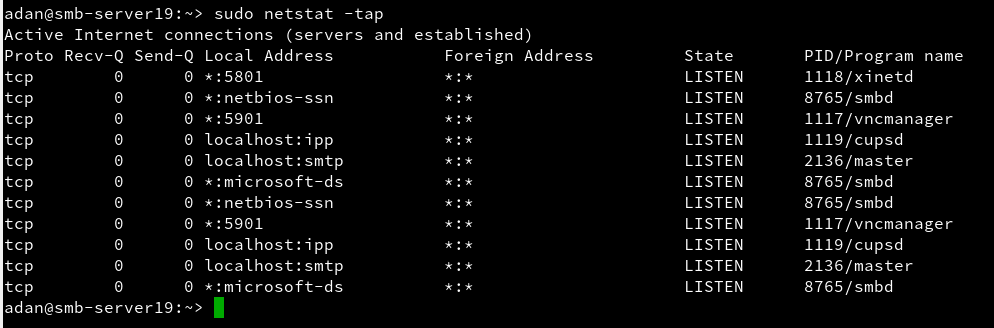 adan@smb-server19:~> sudo netstat -tap
Active Internet connections (servers and established)
Proto Recv-Q Send-Q Local Address           Foreign Address         State       PID/Program name
tcp        0      0 *:5801                  *:*                     LISTEN      1118/xinetd
tcp        0      0 *:netbios-ssn           *:*                     LISTEN      8765/smbd
tcp        0      0 *:5901                  *:*                     LISTEN      1117/vncmanager
tcp        0      0 localhost:ipp           *:*                     LISTEN      1119/cupsd
tcp        0      0 localhost:smtp          *:*                     LISTEN      2136/master
tcp        0      0 *:microsoft-ds          *:*                     LISTEN      8765/smbd
tcp        0      0 *:netbios-ssn           *:*                     LISTEN      8765/smbd
tcp        0      0 *:5901                  *:*                     LISTEN      1117/vncmanager
tcp        0      0 localhost:ipp           *:*                     LISTEN      1119/cupsd
tcp        0      0 localhost:smtp          *:*                     LISTEN      2136/master
tcp        0      0 *:microsoft-ds          *:*                     LISTEN      8765/smbd
adan@smb-server19:~>